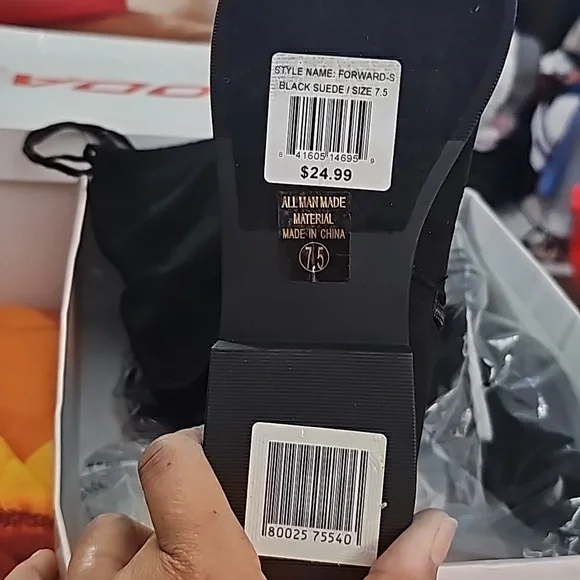 ODA
STYLE NAME: FORWARD-S
BLACK SUEDE / SIZE 7.5
8 41605 14695 9
$24.99
ALL MAN MADE
MATERIAL
MADE IN CHINA
7.5
80025 75540